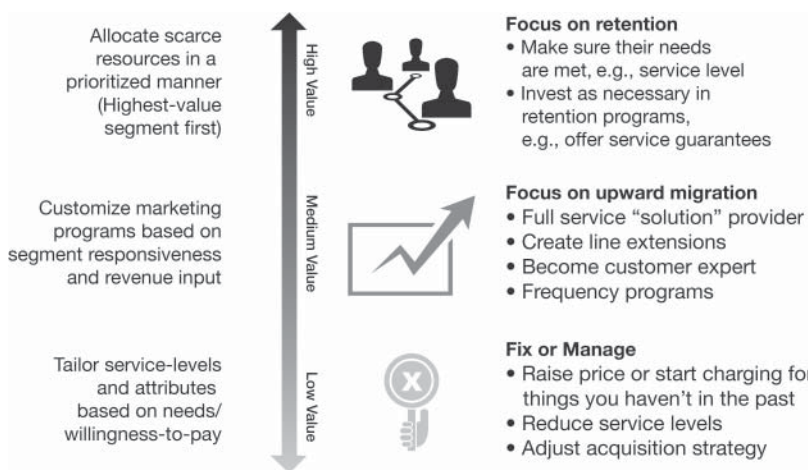 Allocate scarce
resources in a
prioritized manner
(Highest-value
segment first)
High Value
Focus on retention
• Make sure their needs
are met, e.g., service level
• Invest as necessary in
retention programs,
e.g., offer service guarantees
Customize marketing
programs based on
segment responsiveness
and revenue input
Medium Value
Focus on upward migration
• Full service “solution” provider
• Create line extensions
• Become customer expert
• Frequency programs
Tailor service-levels
and attributes
based on needs/
willingness-to-pay
Low Value
X
Fix or Manage
• Raise price or start charging for
things you haven’t in the past
• Reduce service levels
• Adjust acquisition strategy